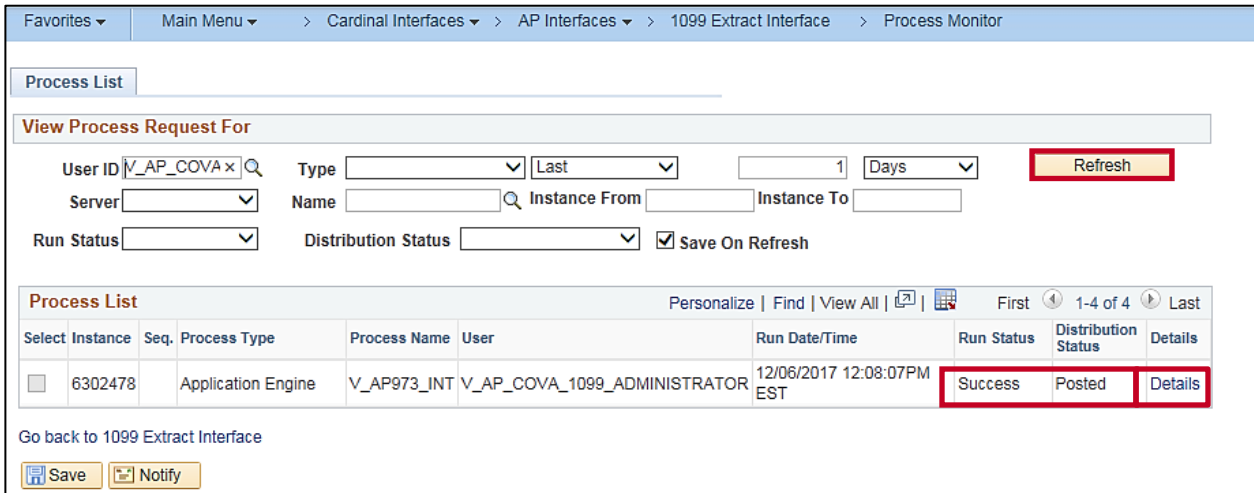 Favorites Main Menu > Cardinal Interfaces > AP Interfaces > 1099 Extract Interface > Process Monitor
Process List
View Process Request For
User ID V_AP_COVA × Type Last 1 Days Refresh
Server Name Instance From Instance To
Run Status Distribution Status Save On Refresh
Process List Personalize | Find | View All | | First 1-4 of 4 Last
Select Instance Seq. Process Type Process Name User Run Date/Time Run Status Distribution Status Details
6302478 Application Engine V_AP973_INT V_AP_COVA_1099_ADMINISTRATOR 12/06/2017 12:08:07PM EST Success Posted Details
Go back to 1099 Extract Interface
Save Notify